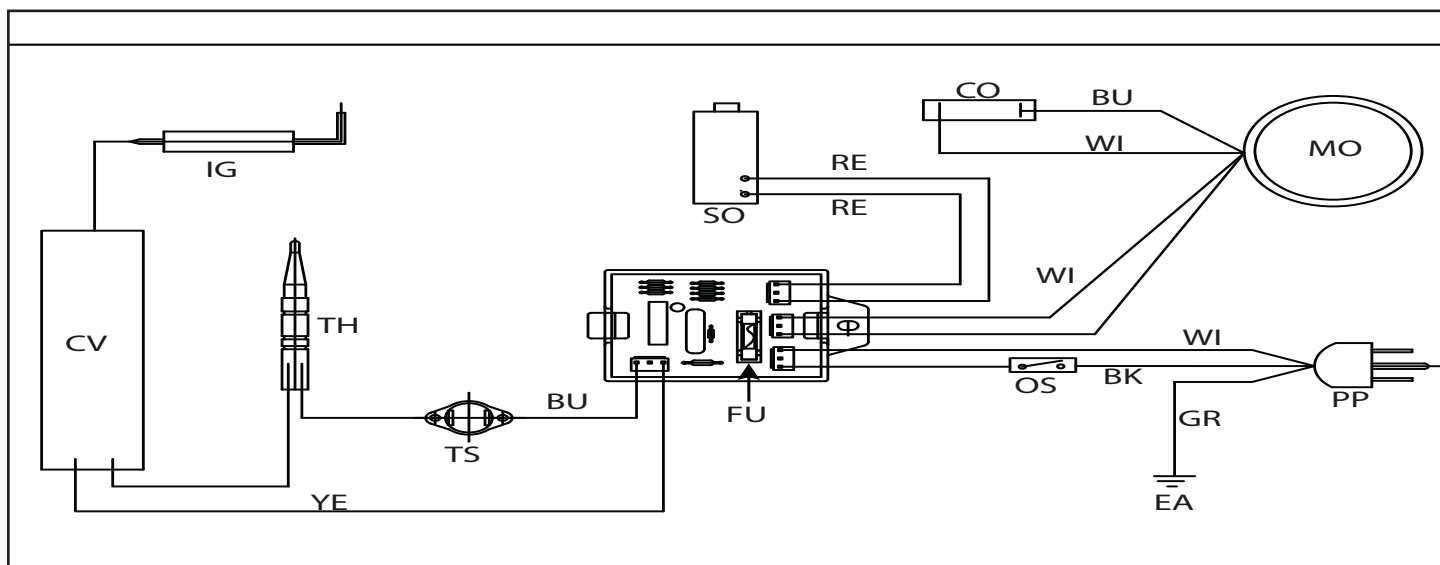 CO
BU
IG
WI
MO
RE
SO
RE
WI
CV
TH
WI
OS
BK
PP
BU
FU
GR
TS
YE
EA